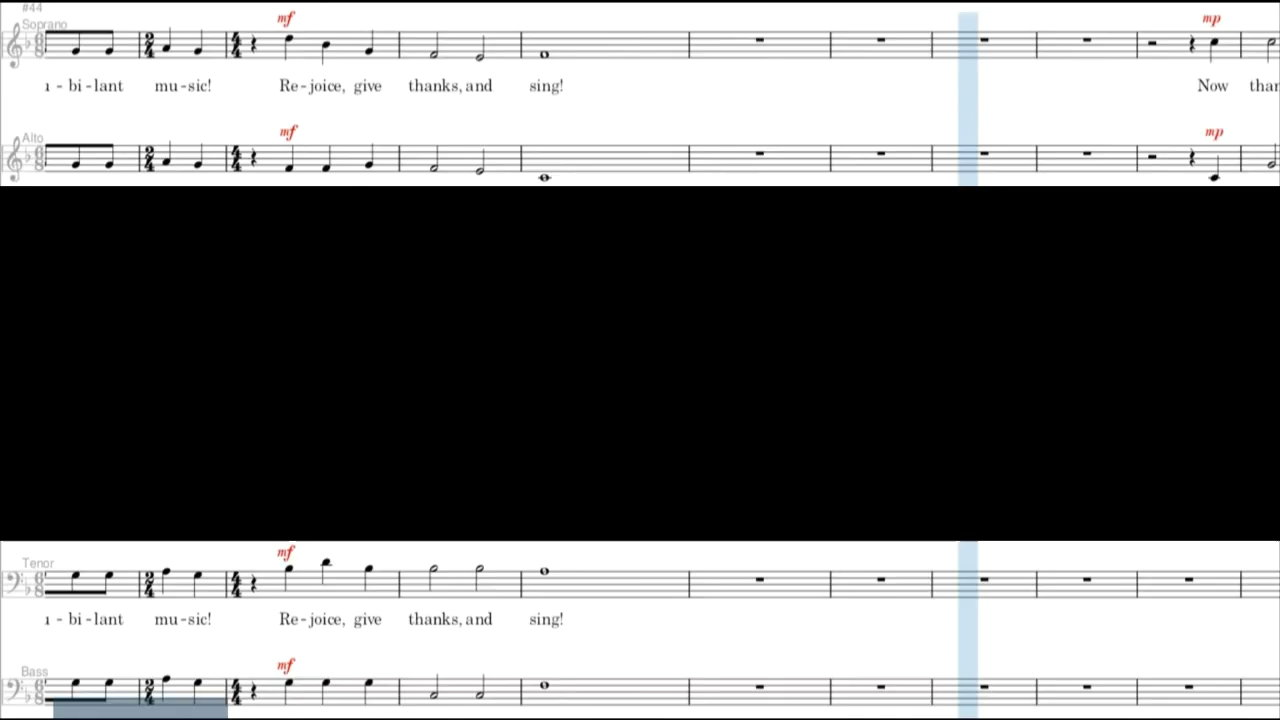 #44
Soprano
mf
mp
- bi - lant mu - sic! Re - joice, give thanks, and sing! Now
Alto
mf
mp
Tenor
mf
- bi - lant mu - sic! Re - joice, give thanks, and sing!
Bass
mf